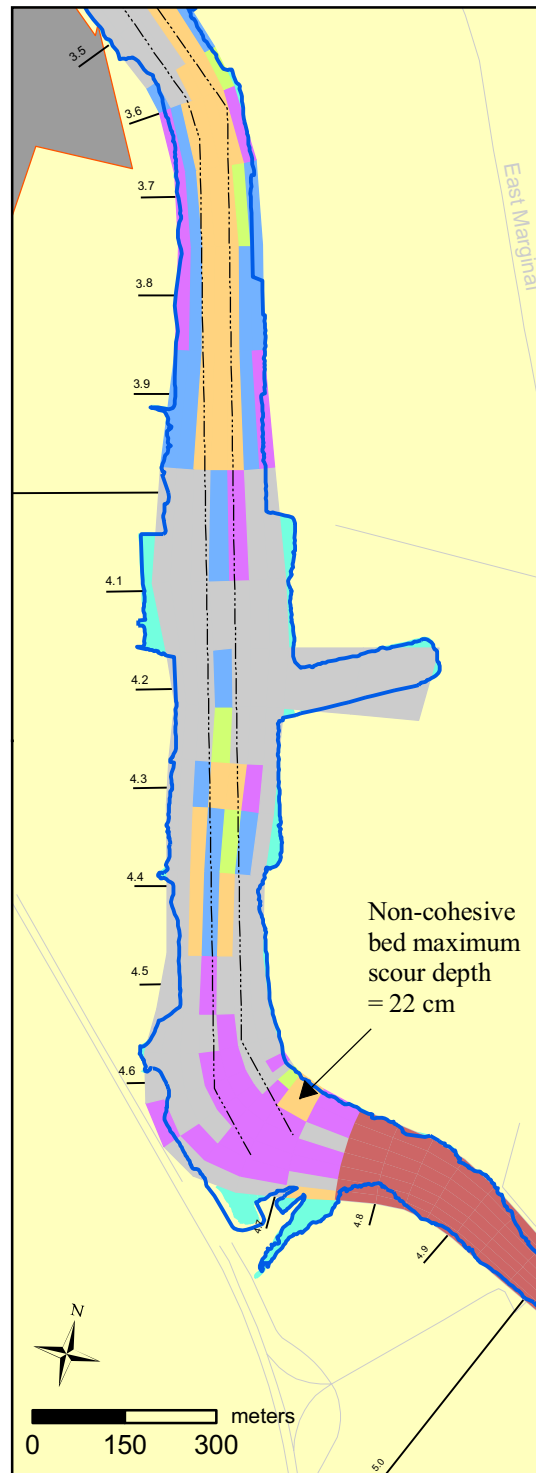 3.5
3.6
3.7
East Marginal
3.8
3.9
4.1
4.2
4.3
4.4
Non-cohesive
bed maximum
scour depth
= 22 cm
4.5
4.6
4.7
4.8
4.9
N
meters
0 150 300
5.0